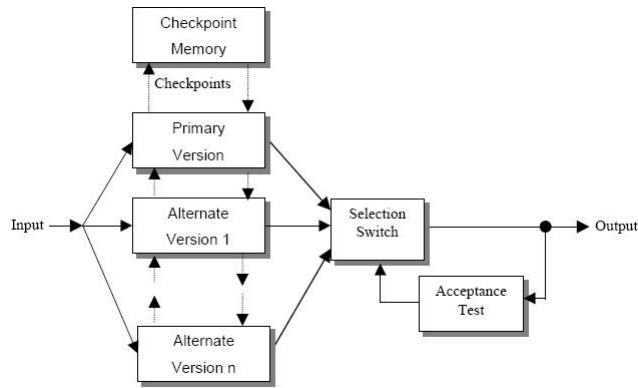 Checkpoint
Memory
Checkpoints
Primary
Version
Input
Alternate
Version 1
Selection
Switch
Output
Acceptance
Test
Alternate
Version n